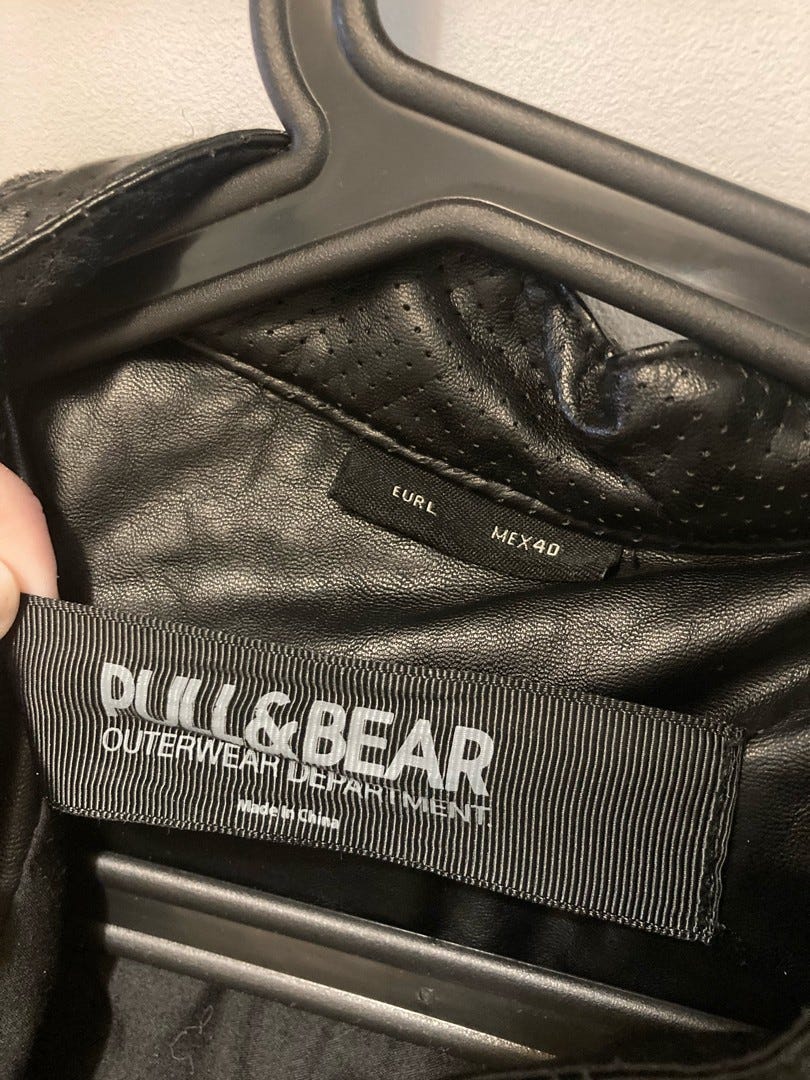 EUR L MEX 40
PULL&BEAR
OUTERWEAR DEPARTMENT.
Made in China